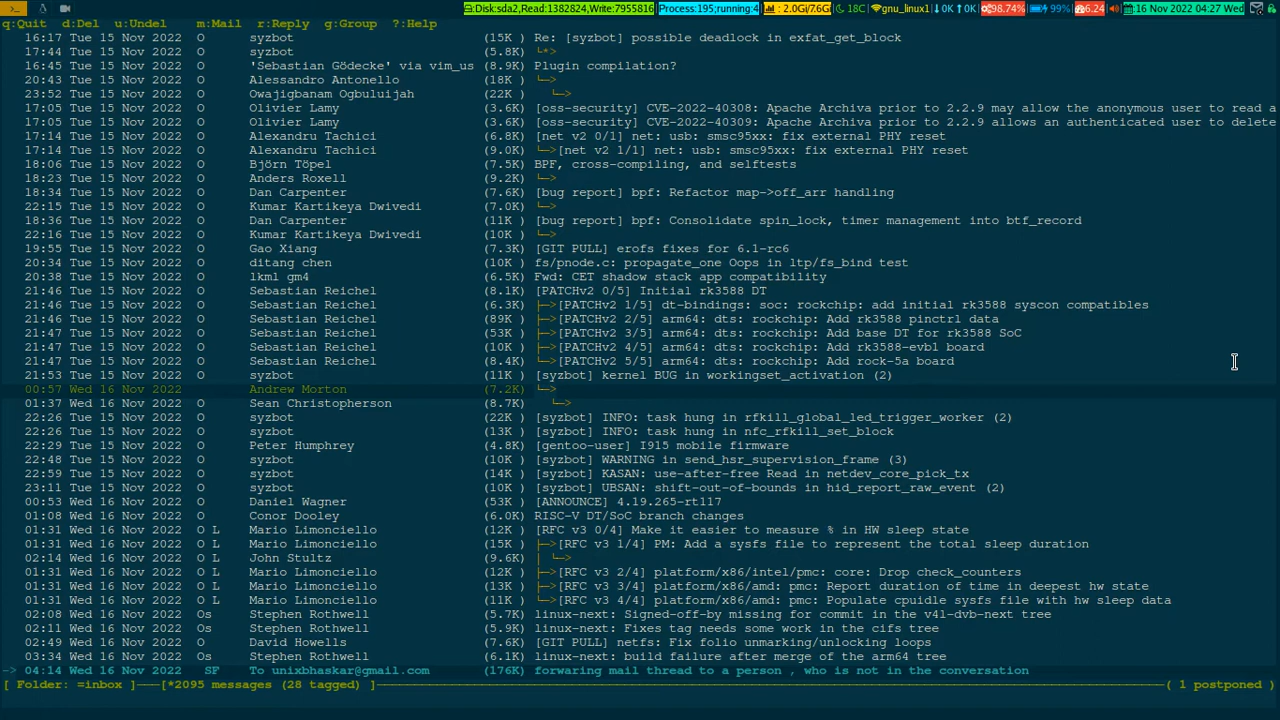 >_ Disk:sda2,Read:1382824,Write:7955816 Process:195;running:4 : 2.0Gi/7.6Gi 18C gnu_linux1 ↓0K ↑0K 98.74% 99% 6.24 :16 Nov 2022 04:27 Wed
q:Quit d:Del u:Undel m:Mail r:Reply g:Group ?:Help
16:17 Tue 15 Nov 2022 O syzbot (15K ) Re: [syzbot] possible deadlock in exfat_get_block
17:44 Tue 15 Nov 2022 O syzbot (5.8K) └*>
16:45 Tue 15 Nov 2022 O 'Sebastian Gödecke' via vim_us (8.9K) Plugin compilation?
20:43 Tue 15 Nov 2022 O Alessandro Antonello (18K ) └─>
23:52 Tue 15 Nov 2022 O Owajigbanam Ogbuluijah (22K ) └─>
17:05 Tue 15 Nov 2022 O Olivier Lamy (3.6K) [oss-security] CVE-2022-40308: Apache Archiva prior to 2.2.9 may allow the anonymous user to read a
17:05 Tue 15 Nov 2022 O Olivier Lamy (3.6K) [oss-security] CVE-2022-40309: Apache Archiva prior to 2.2.9 allows an authenticated user to delete
17:14 Tue 15 Nov 2022 O Alexandru Tachici (6.8K) [net v2 0/1] net: usb: smsc95xx: fix external PHY reset
17:14 Tue 15 Nov 2022 O Alexandru Tachici (9.0K) └─>[net v2 1/1] net: usb: smsc95xx: fix external PHY reset
18:06 Tue 15 Nov 2022 O Björn Töpel (7.5K) BPF, cross-compiling, and selftests
18:23 Tue 15 Nov 2022 O Anders Roxell (9.2K) └─>
18:34 Tue 15 Nov 2022 O Dan Carpenter (7.6K) [bug report] bpf: Refactor map->off_arr handling
22:15 Tue 15 Nov 2022 O Kumar Kartikeya Dwivedi (7.0K) └─>
18:36 Tue 15 Nov 2022 O Dan Carpenter (11K ) [bug report] bpf: Consolidate spin_lock, timer management into btf_record
22:16 Tue 15 Nov 2022 O Kumar Kartikeya Dwivedi (10K ) └─>
19:55 Tue 15 Nov 2022 O Gao Xiang (7.3K) [GIT PULL] erofs fixes for 6.1-rc6
20:34 Tue 15 Nov 2022 O ditang chen (10K ) fs/pnode.c: propagate_one Oops in ltp/fs_bind test
20:38 Tue 15 Nov 2022 O lkml gm4 (6.5K) Fwd: CET shadow stack app compatibility
21:46 Tue 15 Nov 2022 O Sebastian Reichel (8.1K) [PATCHv2 0/5] Initial rk3588 DT
21:46 Tue 15 Nov 2022 O Sebastian Reichel (6.3K) ├─>[PATCHv2 1/5] dt-bindings: soc: rockchip: add initial rk3588 syscon compatibles
21:46 Tue 15 Nov 2022 O Sebastian Reichel (89K ) ├─>[PATCHv2 2/5] arm64: dts: rockchip: Add rk3588 pinctrl data
21:47 Tue 15 Nov 2022 O Sebastian Reichel (53K ) ├─>[PATCHv2 3/5] arm64: dts: rockchip: Add base DT for rk3588 SoC
21:47 Tue 15 Nov 2022 O Sebastian Reichel (10K ) ├─>[PATCHv2 4/5] arm64: dts: rockchip: Add rk3588-evb1 board
21:47 Tue 15 Nov 2022 O Sebastian Reichel (8.4K) └─>[PATCHv2 5/5] arm64: dts: rockchip: Add rock-5a board
21:53 Tue 15 Nov 2022 O syzbot (11K ) [syzbot] kernel BUG in workingset_activation (2)
00:57 Wed 16 Nov 2022 Andrew Morton (7.2K) └─>
01:37 Wed 16 Nov 2022 O Sean Christopherson (8.7K) └─>
22:26 Tue 15 Nov 2022 O syzbot (22K ) [syzbot] INFO: task hung in rfkill_global_led_trigger_worker (2)
22:26 Tue 15 Nov 2022 O syzbot (13K ) [syzbot] INFO: task hung in nfc_rfkill_set_block
22:29 Tue 15 Nov 2022 O Peter Humphrey (4.8K) [gentoo-user] I915 mobile firmware
22:48 Tue 15 Nov 2022 O syzbot (10K ) [syzbot] WARNING in send_hsr_supervision_frame (3)
22:59 Tue 15 Nov 2022 O syzbot (14K ) [syzbot] KASAN: use-after-free Read in netdev_core_pick_tx
23:11 Tue 15 Nov 2022 O syzbot (10K ) [syzbot] UBSAN: shift-out-of-bounds in hid_report_raw_event (2)
00:53 Wed 16 Nov 2022 O Daniel Wagner (53K ) [ANNOUNCE] 4.19.265-rt117
01:08 Wed 16 Nov 2022 O Conor Dooley (6.0K) RISC-V DT/SoC branch changes
01:31 Wed 16 Nov 2022 O L Mario Limonciello (12K ) [RFC v3 0/4] Make it easier to measure % in HW sleep state
01:31 Wed 16 Nov 2022 O L Mario Limonciello (15K ) ├─>[RFC v3 1/4] PM: Add a sysfs file to represent the total sleep duration
02:14 Wed 16 Nov 2022 O L John Stultz (9.6K) │ └─>
01:31 Wed 16 Nov 2022 O L Mario Limonciello (12K ) ├─>[RFC v3 2/4] platform/x86/intel/pmc: core: Drop check_counters
01:31 Wed 16 Nov 2022 O L Mario Limonciello (13K ) ├─>[RFC v3 3/4] platform/x86/amd: pmc: Report duration of time in deepest hw state
01:31 Wed 16 Nov 2022 O L Mario Limonciello (11K ) └─>[RFC v3 4/4] platform/x86/amd: pmc: Populate cpuidle sysfs file with hw sleep data
02:08 Wed 16 Nov 2022 Os Stephen Rothwell (5.7K) linux-next: Signed-off-by missing for commit in the v4l-dvb-next tree
02:11 Wed 16 Nov 2022 Os Stephen Rothwell (5.9K) linux-next: Fixes tag needs some work in the cifs tree
02:49 Wed 16 Nov 2022 O David Howells (7.6K) [GIT PULL] netfs: Fix folio unmarking/unlocking loops
03:34 Wed 16 Nov 2022 Os Stephen Rothwell (6.1K) linux-next: build failure after merge of the arm64 tree
-> 04:14 Wed 16 Nov 2022 SF To unixbhaskar@gmail.com (176K) forwaring mail thread to a person , who is not in the conversation
[ Folder: =inbox ]──[*2095 messages (28 tagged) ]──( 1 postponed )